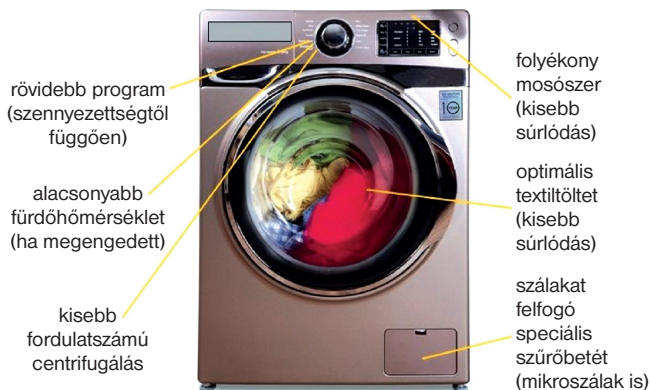 rövidebb program
(szennyezettségtől
függően)
alacsonyabb
fürdőhőmérséklet
(ha megengedett)
kisebb
fordulatszámú
centrifugálás
folyékony
mosószer
(kisebb
súrlódás)
optimális
textiltöltet
(kisebb
súrlódás)
szálakat
felfogó
speciális
szűrőbetét
(mikroszálak is)
10